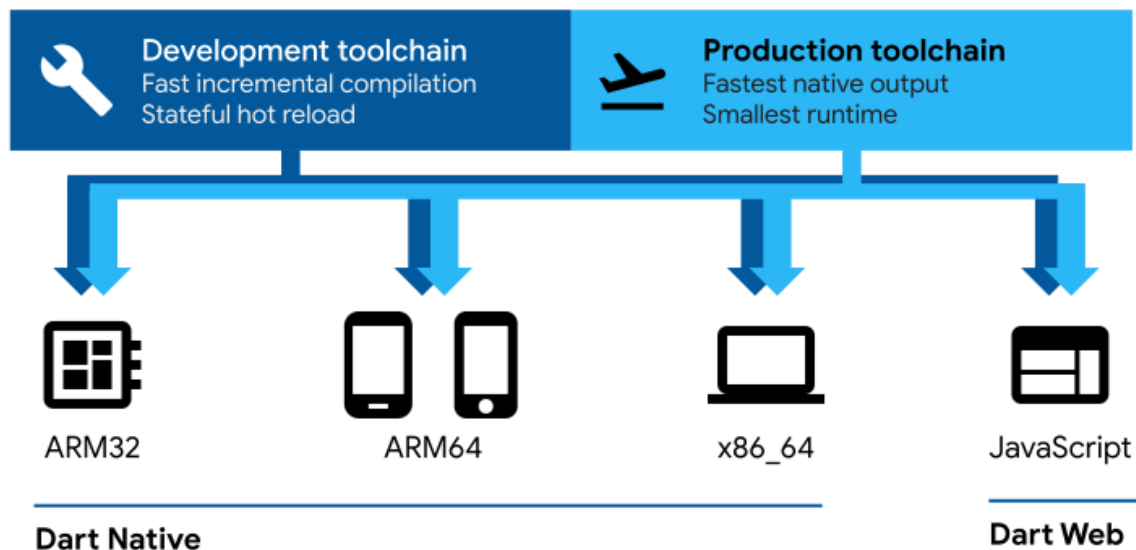 Development toolchain
Fast incremental compilation
Stateful hot reload
Production toolchain
Fastest native output
Smallest runtime
ARM32
ARM64
x86_64
JavaScript
Dart Native
Dart Web